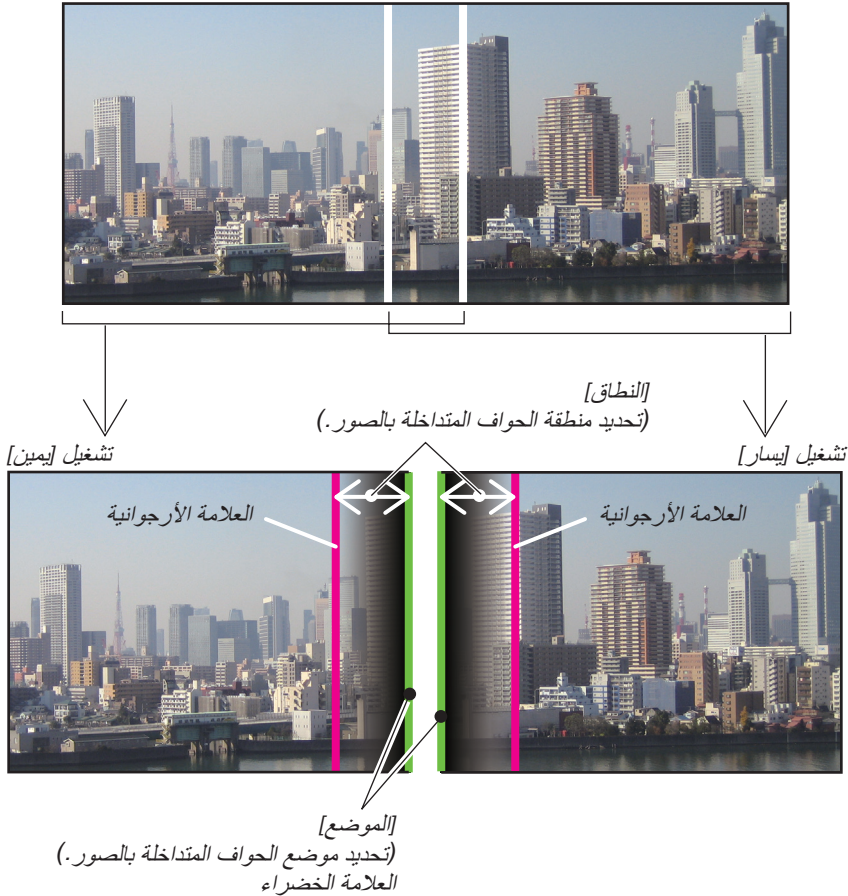 [النطاق]
(تحديد منطقة الحواف المتداخلة بالصور.)
تشغيل [يسار]
تشغيل [يمين]
العلامة الأرجوانية
العلامة الأرجوانية
[الموضع]
(تحديد موضع الحواف المتداخلة بالصور.)
العلامة الخضراء